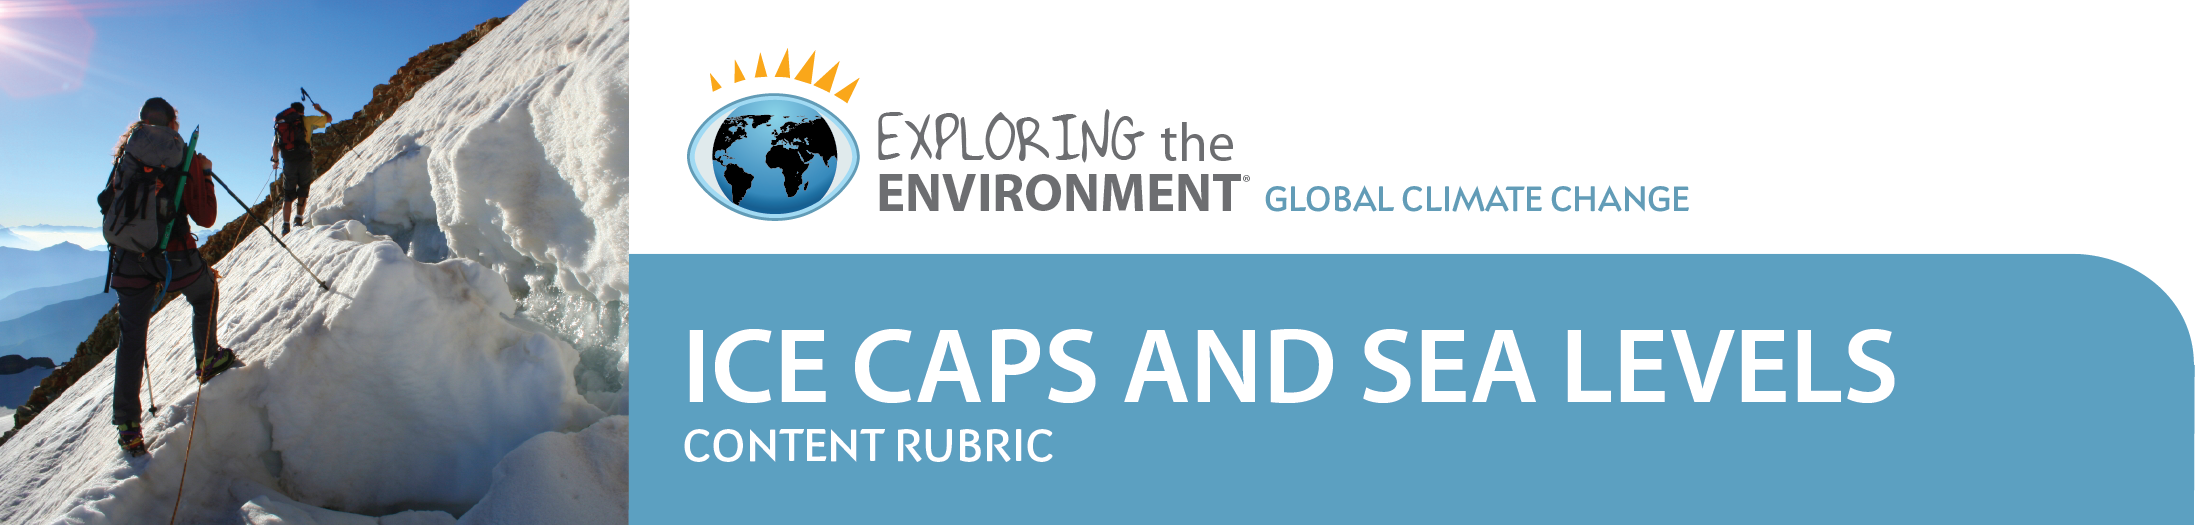 EXPLORING the
ENVIRONMENT® GLOBAL CLIMATE CHANGE
ICE CAPS AND SEA LEVELS
CONTENT RUBRIC